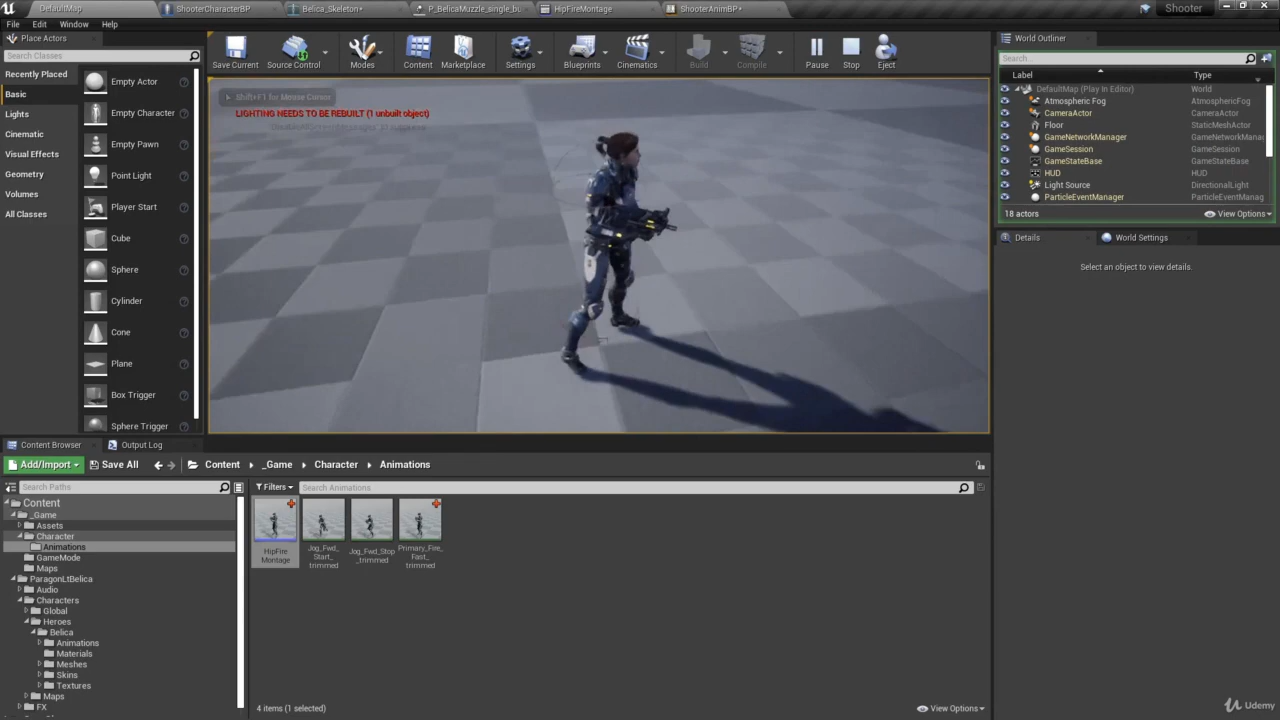 DefaultMap
ShooterCharacterBP
Belica_Skeleton*
P_BelicaMuzzle_single_bu
HipFireMontage
ShooterAnimBP*
Shooter
File Edit Window Help
Place Actors
Search Classes
Recently Placed
Basic
Lights
Cinematic
Visual Effects
Geometry
Volumes
All Classes
Empty Actor
Empty Character
Empty Pawn
Point Light
Player Start
Cube
Sphere
Cylinder
Cone
Plane
Box Trigger
Sphere Trigger
Save Current
Source Control
Modes
Content
Marketplace
Settings
Blueprints
Cinematics
Build
Compile
Pause
Stop
Eject
Shift+F1 for Mouse Cursor
LIGHTING NEEDS TO BE REBUILT (1 unbuilt object)
World Outliner
Search...
Label Type
DefaultMap (Play In Editor) World
Atmospheric Fog AtmosphericFog
CameraActor CameraActor
Floor StaticMeshActor
GameNetworkManager GameNetworkManag
GameSession GameSession
GameStateBase GameStateBase
HUD HUD
Light Source DirectionalLight
ParticleEventManager ParticleEventManag
18 actors
View Options
Details
World Settings
Select an object to view details.
Content Browser
Output Log
Add/Import
Save All
Content
_Game
Character
Animations
Search Paths
Filters
Search Animations
Content
_Game
Assets
Character
Animations
GameMode
Maps
ParagonLtBelica
Audio
Characters
Global
Heroes
Belica
Animations
Materials
Meshes
Skins
Textures
Maps
FX
HipFire
Montage
Jog_Fwd_
Start_
trimmed
Jog_Fwd_Stop
_trimmed
Primary_Fire_
Fast_
trimmed
4 items (1 selected)
View Options
Udemy